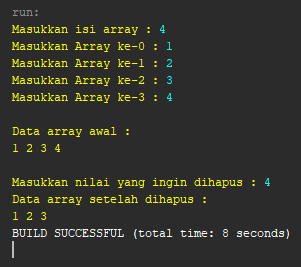 run:
Masukkan isi array : 4
Masukkan Array ke-0 : 1
Masukkan Array ke-1 : 2
Masukkan Array ke-2 : 3
Masukkan Array ke-3 : 4
Data array awal :
1 2 3 4
Masukkan nilai yang ingin dihapus : 4
Data array setelah dihapus :
1 2 3
BUILD SUCCESSFUL (total time: 8 seconds)